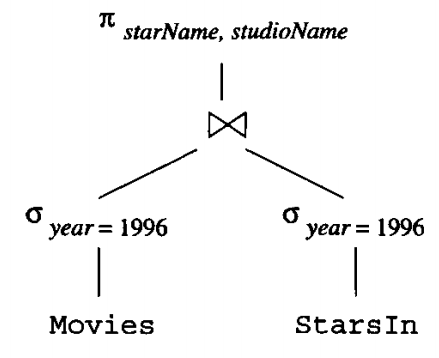 π starName, studioName
⋈
σ year = 1996 σ year = 1996
Movies StarsIn